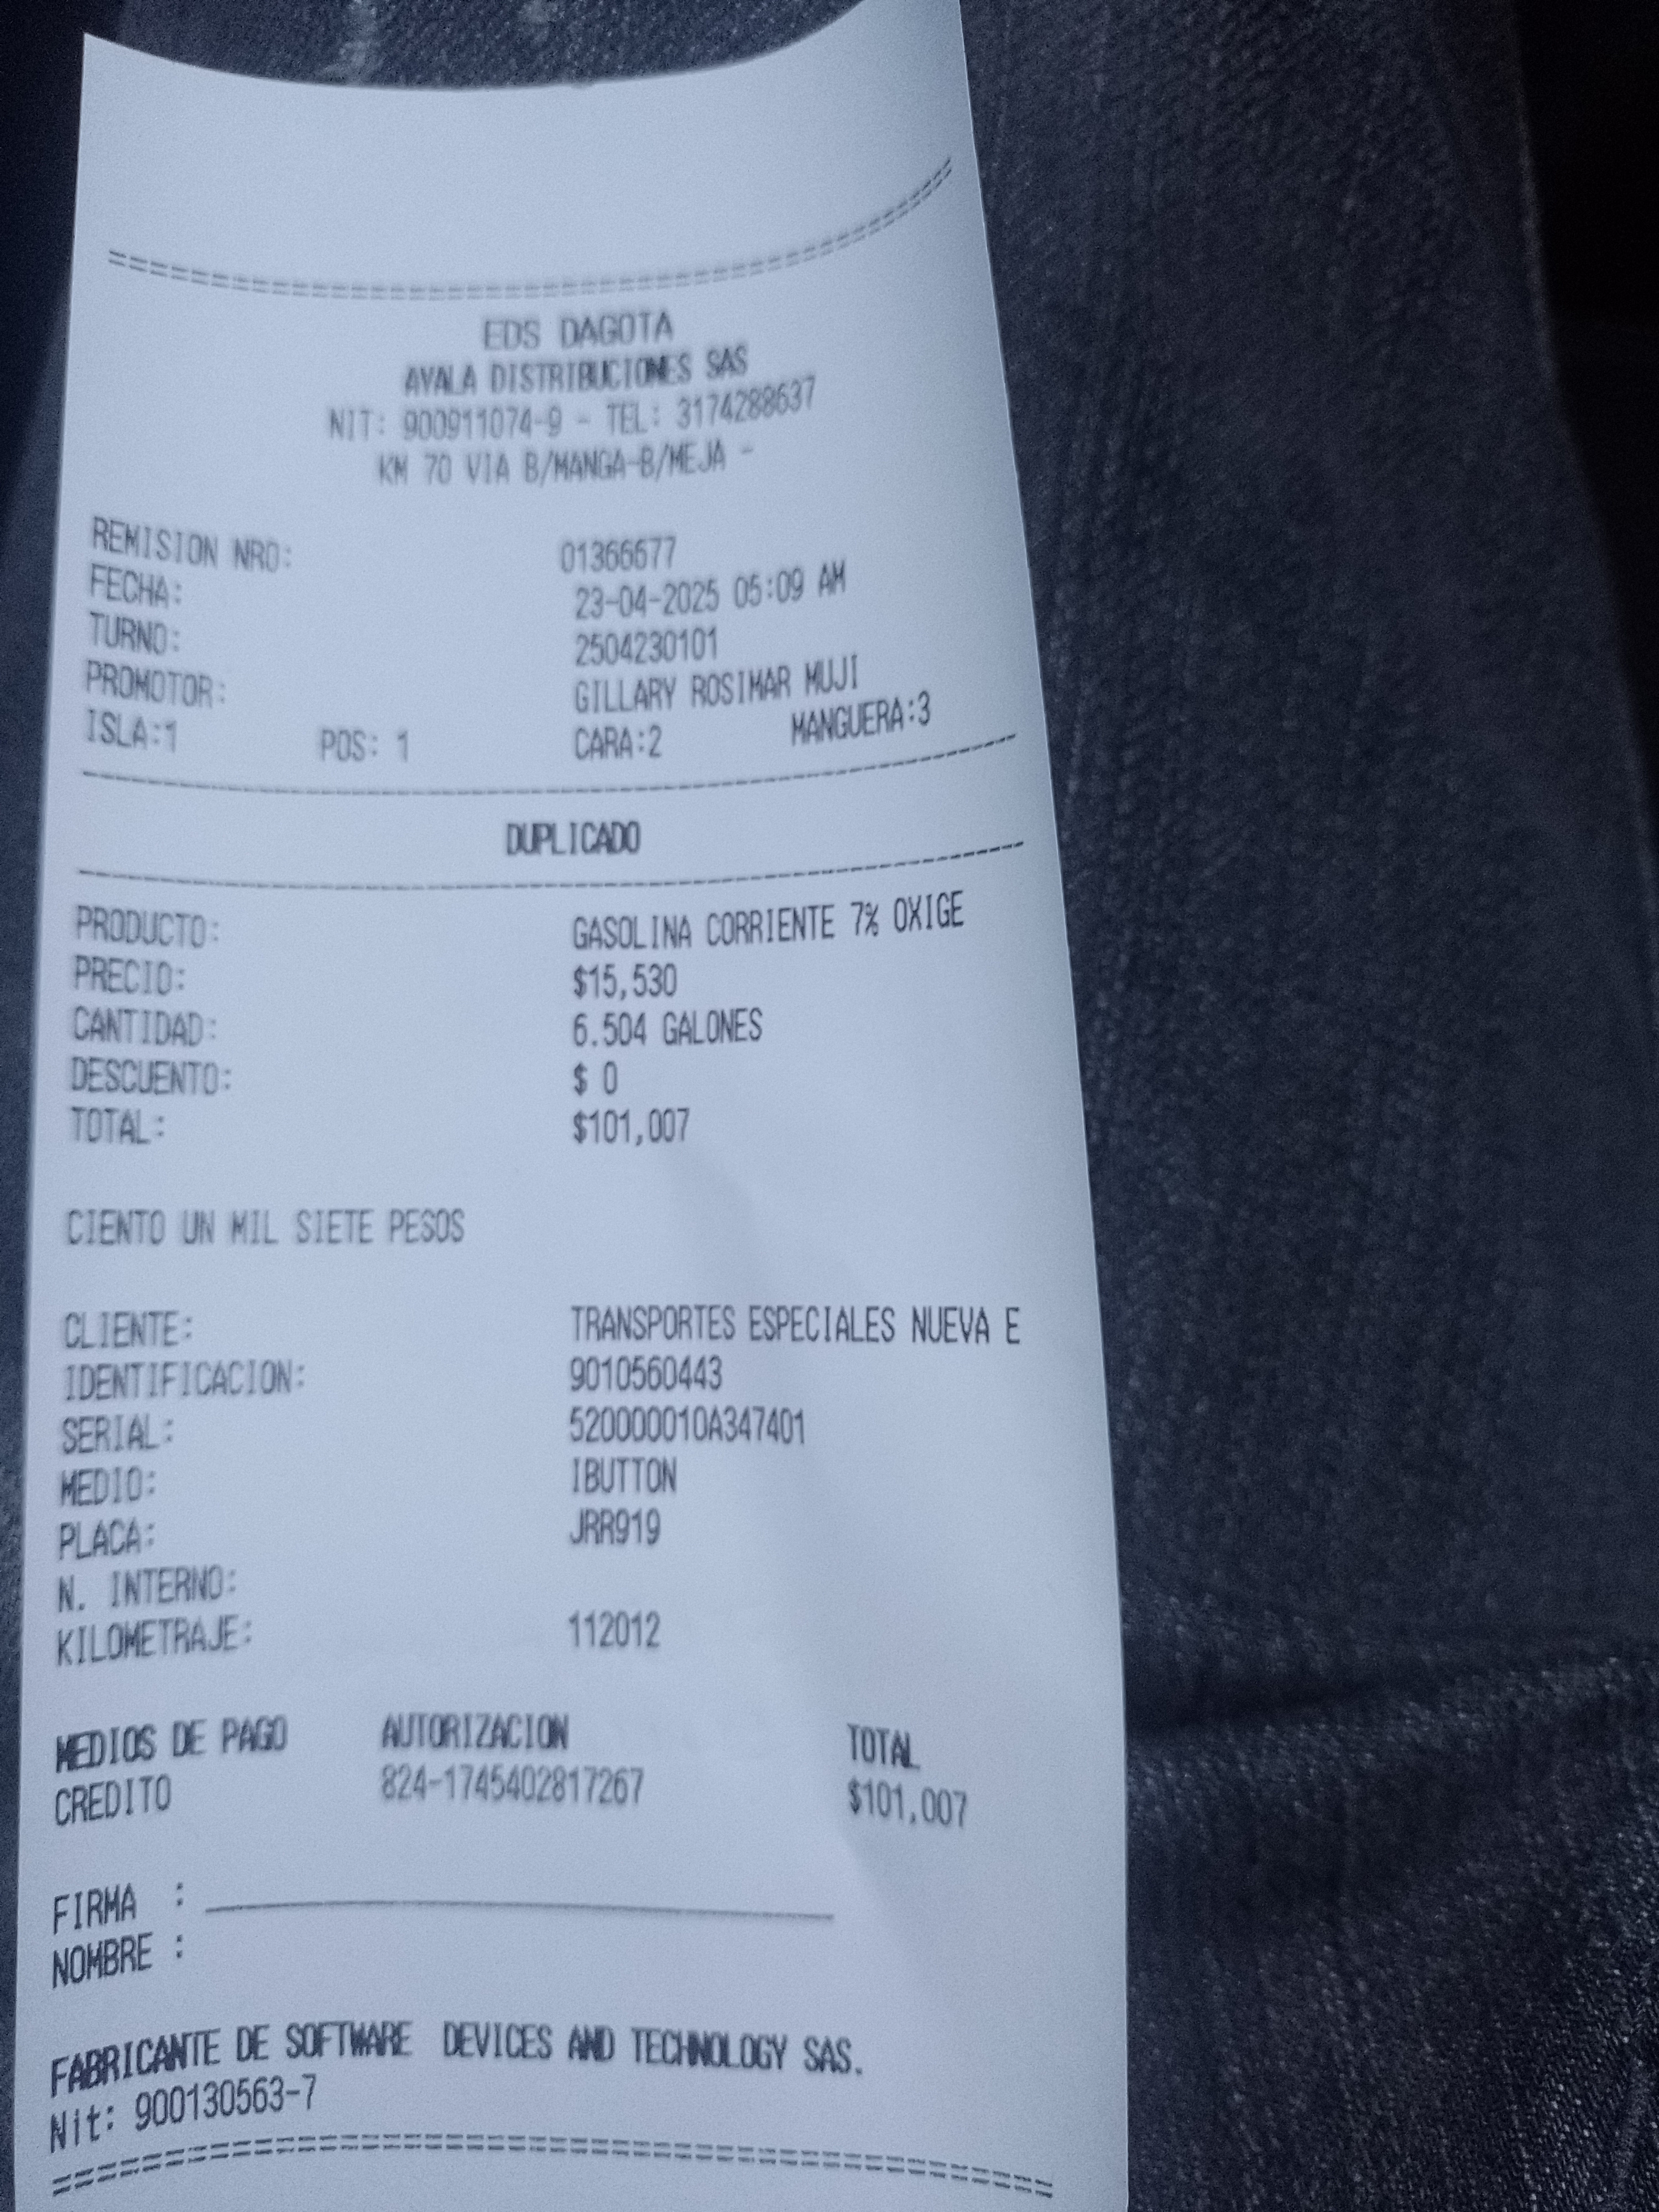 EDS DAGOTA
AYALA DISTRIBUCIONES SAS
NIT: 900911074-9 - TEL: 3174288637
KM 70 VIA B/MANGA-B/MEJA -
REMISION NRO: 01366677
FECHA: 23-04-2025 05:09 AM
TURNO: 2504230101
PROMOTOR: GILLARY ROSIMAR MUJI
ISLA:1 POS: 1 CARA:2 MANGUERA:3
DUPLICADO
PRODUCTO: GASOLINA CORRIENTE 7% OXIGE
PRECIO: $15,530
CANTIDAD: 6.504 GALONES
DESCUENTO: $ 0
TOTAL: $101,007
CIENTO UN MIL SIETE PESOS
CLIENTE: TRANSPORTES ESPECIALES NUEVA E
IDENTIFICACION: 9010560443
SERIAL: 520000010A347401
MEDIO: IBUTTON
PLACA: JRR919
N. INTERNO:
KILOMETRAJE: 112012
MEDIOS DE PAGO AUTORIZACION TOTAL
CREDITO 824-1745402817267 $101,007
FIRMA :
NOMBRE :
FABRICANTE DE SOFTWARE DEVICES AND TECHNOLOGY SAS.
Nit: 900130563-7